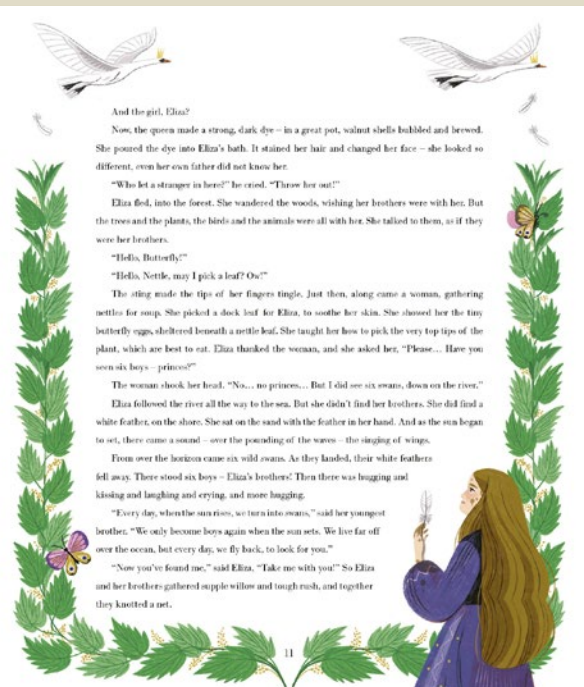 And the girl, Eliza?
Now, the queen made a strong, dark dye – in a great pot, walnut shells bubbled and brewed.
She poured the dye into Eliza's bath. It stained her hair and changed her face – she looked so
different, even her own father did not know her.
"Who let a stranger in here?" he cried. "Throw her out!"
Eliza fled, into the forest. She wandered the woods, wishing her brothers were with her. But
the trees and the plants, the birds and the animals were all with her. She talked to them, as if they
were her brothers.
"Hello, Butterfly!"
"Hello, Nettle, may I pick a leaf? Ow!"
The sting made the tips of her fingers tingle. Just then, along came a woman, gathering
nettles for soup. She picked a dock leaf for Eliza, to soothe her skin. She showed her the tiny
butterfly eggs, sheltered beneath a nettle leaf. She taught her how to pick the very top tips of the
plant, which are best to eat. Eliza thanked the woman, and she asked her, "Please... Have you
seen six boys – princes?"
The woman shook her head. "No... no princes... But I did see six swans, down on the river."
Eliza followed the river all the way to the sea. But she didn't find her brothers. She did find a
white feather, on the shore. She sat on the sand with the feather in her hand. And as the sun began
to set, there came a sound – over the pounding of the waves – the singing of wings.
From over the horizon came six wild swans. As they landed, their white feathers
fell away. There stood six boys – Eliza's brothers! Then there was hugging and
kissing and laughing and crying, and more hugging.
"Every day, when the sun rises, we turn into swans," said her youngest
brother. "We only become boys again when the sun sets. We live far off
over the ocean, but every day, we fly back, to look for you."
"Now you've found me," said Eliza, "Take me with you!" So Eliza
and her brothers gathered supple willow and tough rush, and together
they knotted a net.
11